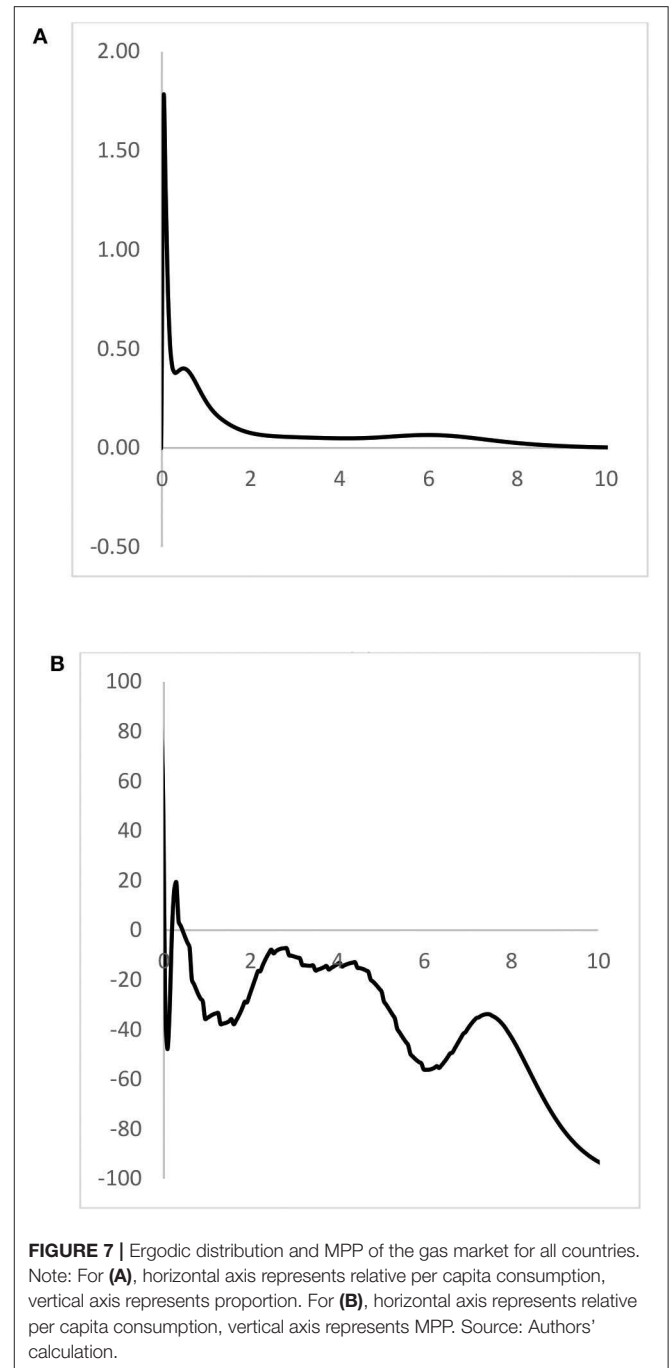 A
2.00
1.50
1.00
0.50
0.00
0 2 4 6 8 10
-0.50
B
100
80
60
40
20
0
0 2 4 6 8 10
-20
-40
-60
-80
-100
FIGURE 7 | Ergodic distribution and MPP of the gas market for all countries.
Note: For (A), horizontal axis represents relative per capita consumption,
vertical axis represents proportion. For (B), horizontal axis represents relative
per capita consumption, vertical axis represents MPP. Source: Authors'
calculation.